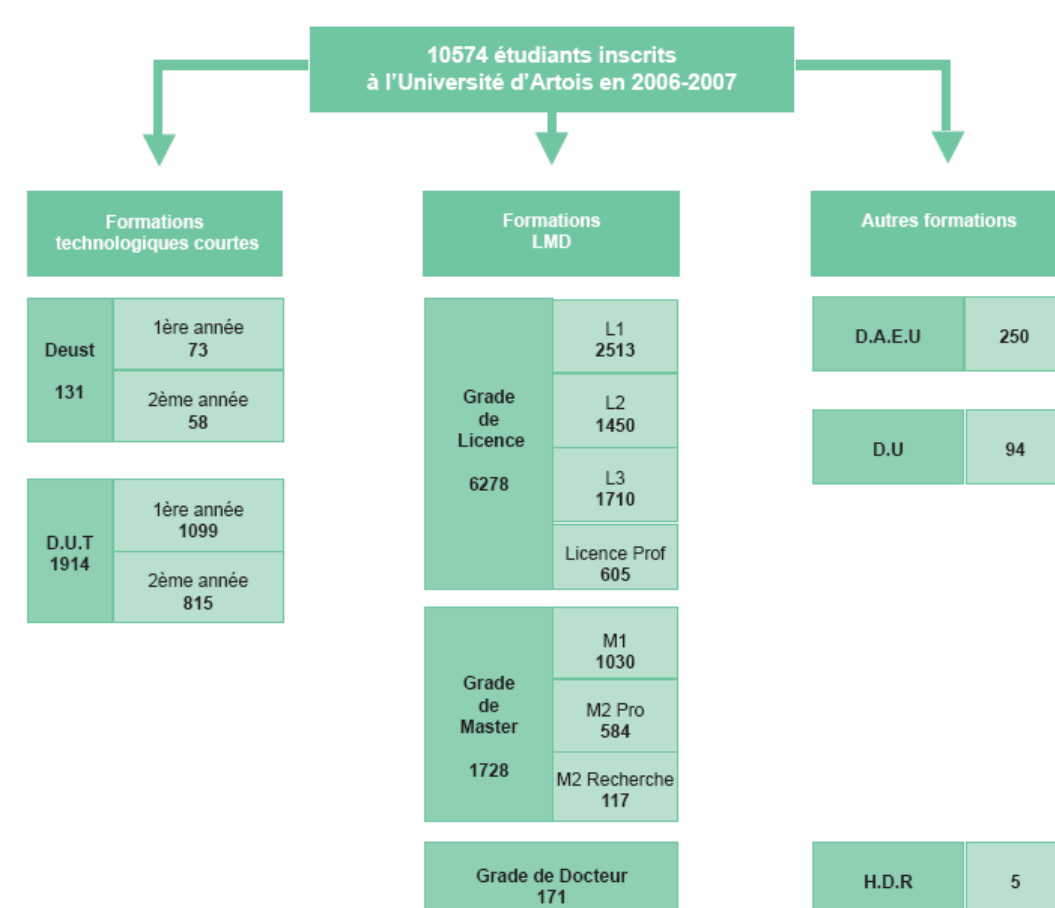 10574 étudiants inscrits
à l'Université d'Artois en 2006-2007
Formations
technologiques courtes
Deust
131
1ère année
73
2ème année
58
D.U.T
1914
1ère année
1099
2ème année
815
Formations
LMD
Grade
de
Licence
6278
L1
2513
L2
1450
L3
1710
Licence Prof
605
Grade
de
Master
1728
M1
1030
M2 Pro
584
M2 Recherche
117
Grade de Docteur
171
Autres formations
D.A.E.U
250
D.U
94
H.D.R
5